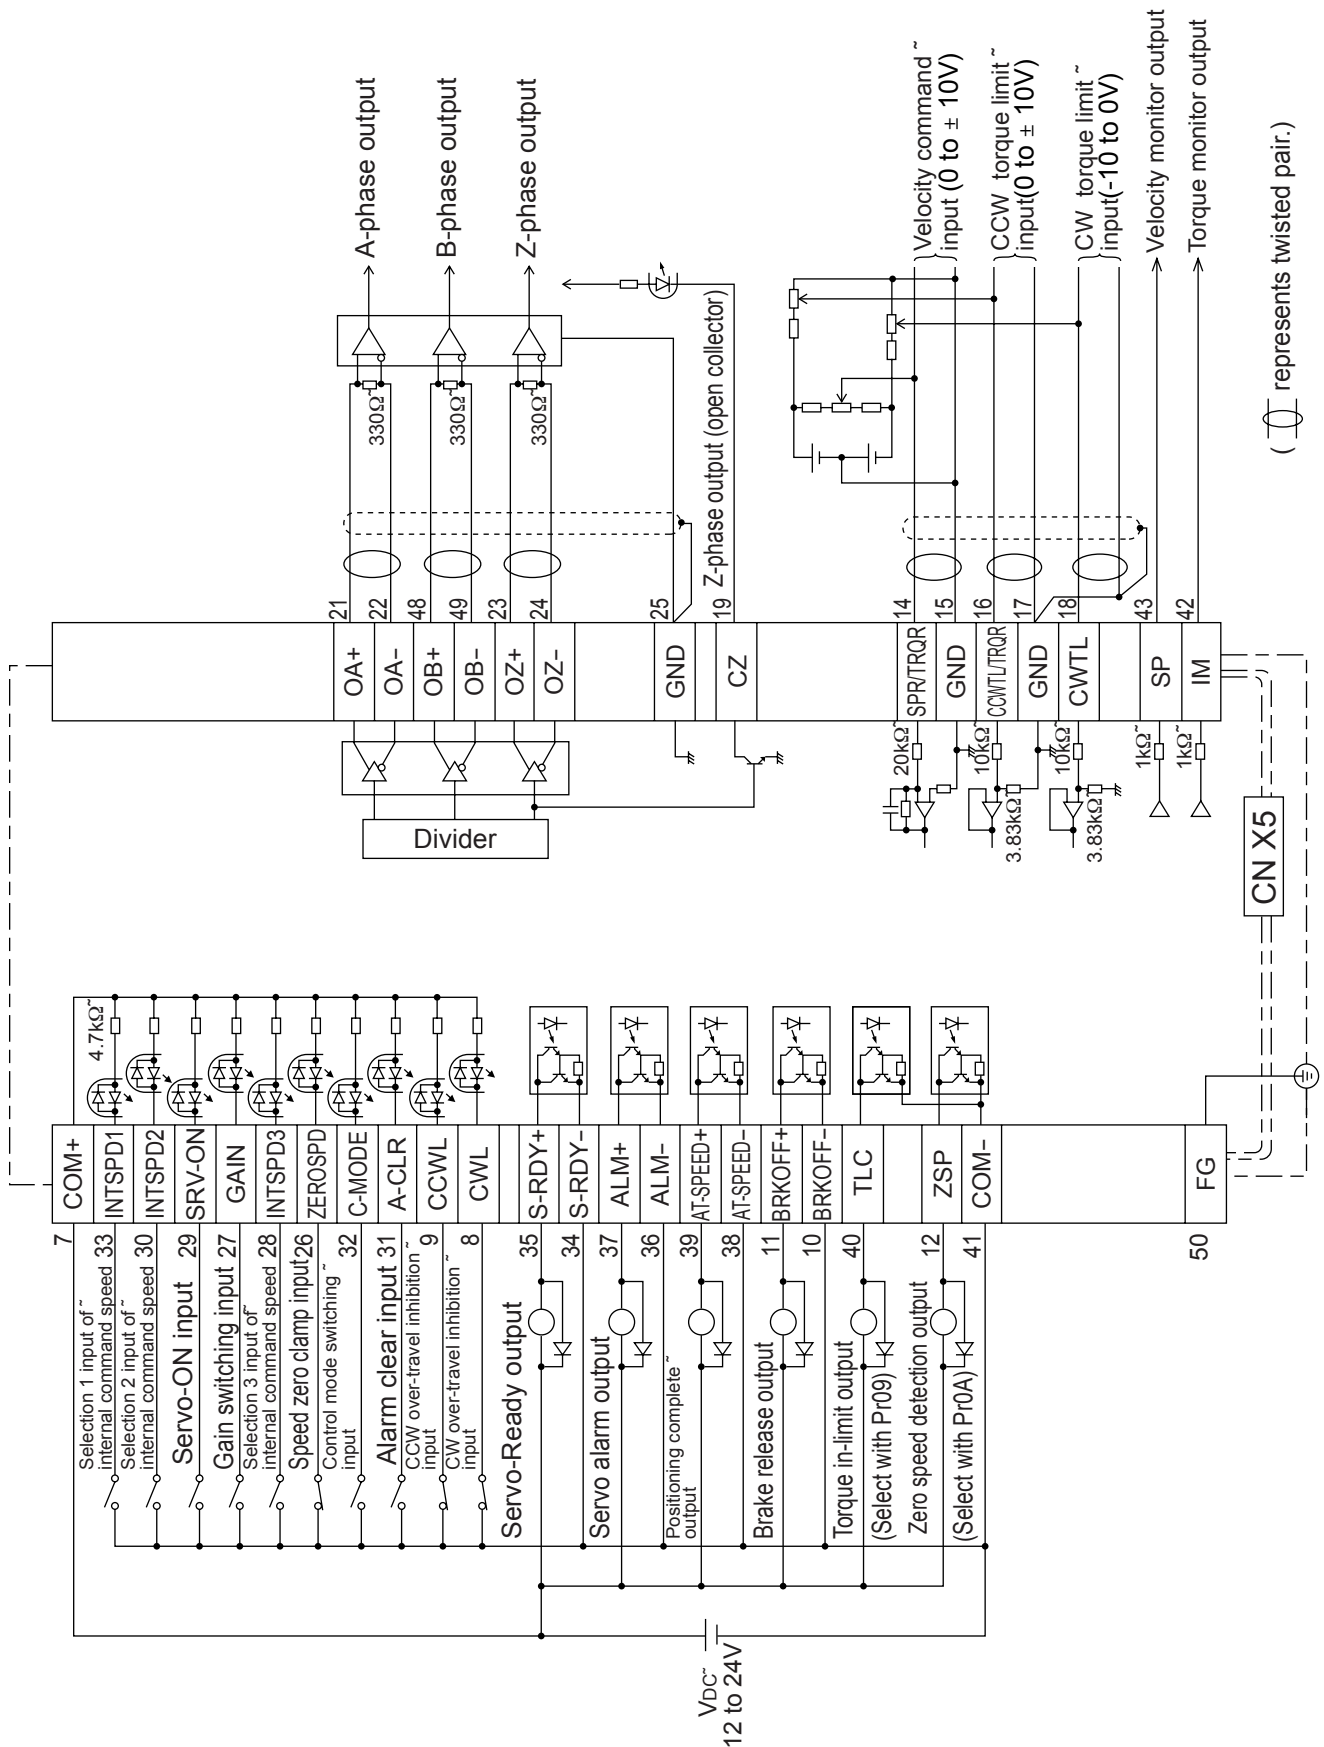 COM+
7
INTSPD1
33
Selection 1 input of ~
internal command speed
INTSPD2
30
Selection 2 input of ~
internal command speed
SRV-ON
29
Servo-ON input
GAIN
27
Gain switching input
INTSPD3
28
Selection 3 input of ~
internal command speed
ZEROSPD
26
Speed zero clamp input
C-MODE
32
Control mode switching ~
input
A-CLR
31
Alarm clear input
CCWL
9
CCW over-travel inhibition ~
input
CWL
8
CW over-travel inhibition ~
input
4.7kΩ~
S-RDY+
35
Servo-Ready output
S-RDY−
34
ALM+
37
Servo alarm output
ALM−
36
AT-SPEED+
39
Positioning complete ~
output
AT-SPEED−
38
BRKOFF+
11
Brake release output
BRKOFF−
10
TLC
40
Torque in-limit output
(Select with Pr09)
ZSP
12
Zero speed detection output
(Select with Pr0A)
COM−
41
FG
50
VDC~
12 to 24V
Divider
OA+
21
OA−
22
OB+
48
OB−
49
OZ+
23
OZ−
24
330Ω~
330Ω~
330Ω~
A-phase output
B-phase output
Z-phase output
GND
25
CZ
19
Z-phase output (open collector)
SPR/TRQR
14
GND
15
CCWTL/TRQR
16
GND
17
CWTL
18
SP
43
IM
42
20kΩ~
10kΩ~
3.83kΩ~
10kΩ~
3.83kΩ~
1kΩ~
1kΩ~
Velocity command ~
input (0 to ± 10V)
CCW torque limit ~
input(0 to ± 10V)
CW torque limit ~
input(-10 to 0V)
Velocity monitor output
Torque monitor output
CN X5
( represents twisted pair.)